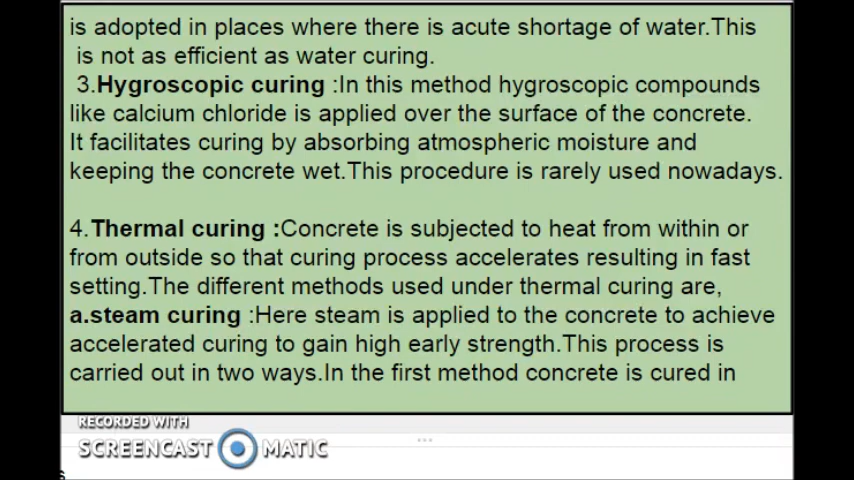 is adopted in places where there is acute shortage of water.This
is not as efficient as water curing.
3.Hygroscopic curing :In this method hygroscopic compounds
like calcium chloride is applied over the surface of the concrete.
It facilitates curing by absorbing atmospheric moisture and
keeping the concrete wet.This procedure is rarely used nowadays.
4.Thermal curing :Concrete is subjected to heat from within or
from outside so that curing process accelerates resulting in fast
setting.The different methods used under thermal curing are,
a.steam curing :Here steam is applied to the concrete to achieve
accelerated curing to gain high early strength.This process is
carried out in two ways.In the first method concrete is cured in
RECORDED WITH
SCREENCAST MATIC
s